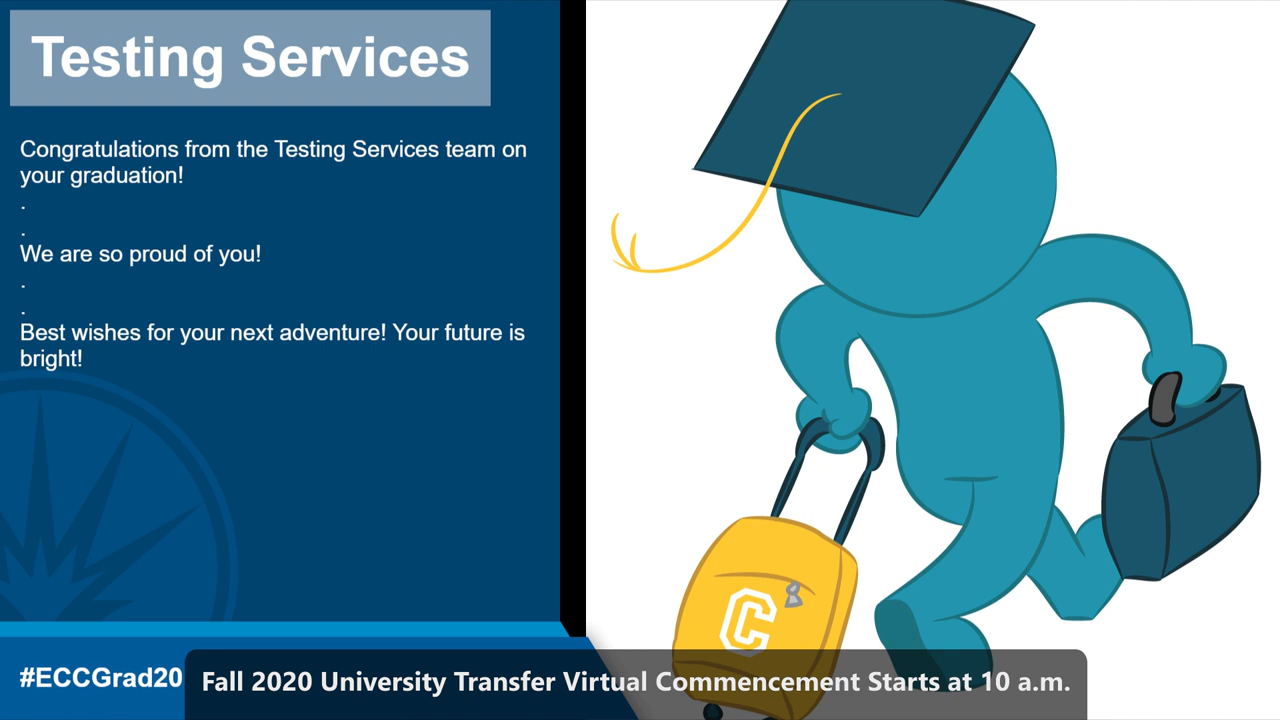 Testing Services
Congratulations from the Testing Services team on
your graduation!
.
.
We are so proud of you!
.
.
Best wishes for your next adventure! Your future is
bright!
C
#ECCGrad20
Fall 2020 University Transfer Virtual Commencement Starts at 10 a.m.